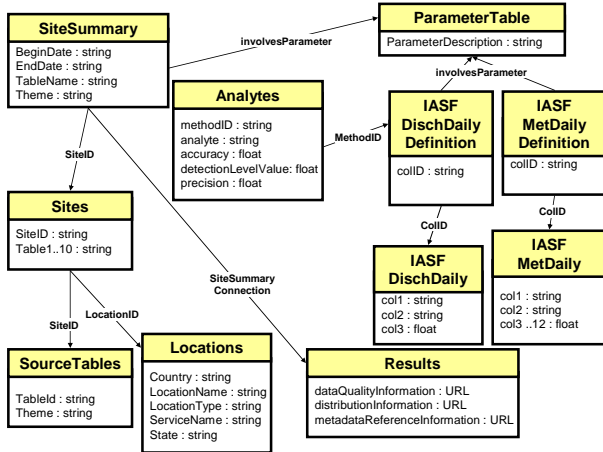 SiteSummary
BeginDate : string
EndDate : string
TableName : string
Theme : string
involvesParameter
ParameterTable
ParameterDescription : string
involvesParameter
Analytes
methodID : string
analyte : string
accuracy : float
detectionLevelValue: float
precision : float
MethodID
IASF
DischDaily
Definition
colID : string
IASF
MetDaily
Definition
colID : string
SiteID
Sites
SiteID : string
Table1..10 : string
ColID
ColID
IASF
DischDaily
col1 : string
col2 : string
col3 : float
IASF
MetDaily
col1 : string
col2 : string
col3 ..12 : float
SiteSummary
Connection
SiteID
LocationID
SourceTables
TableId : string
Theme : string
Locations
Country : string
LocationName : string
LocationType : string
ServiceName : string
State : string
Results
dataQualityInformation : URL
distributionInformation : URL
metadataReferenceInformation : URL